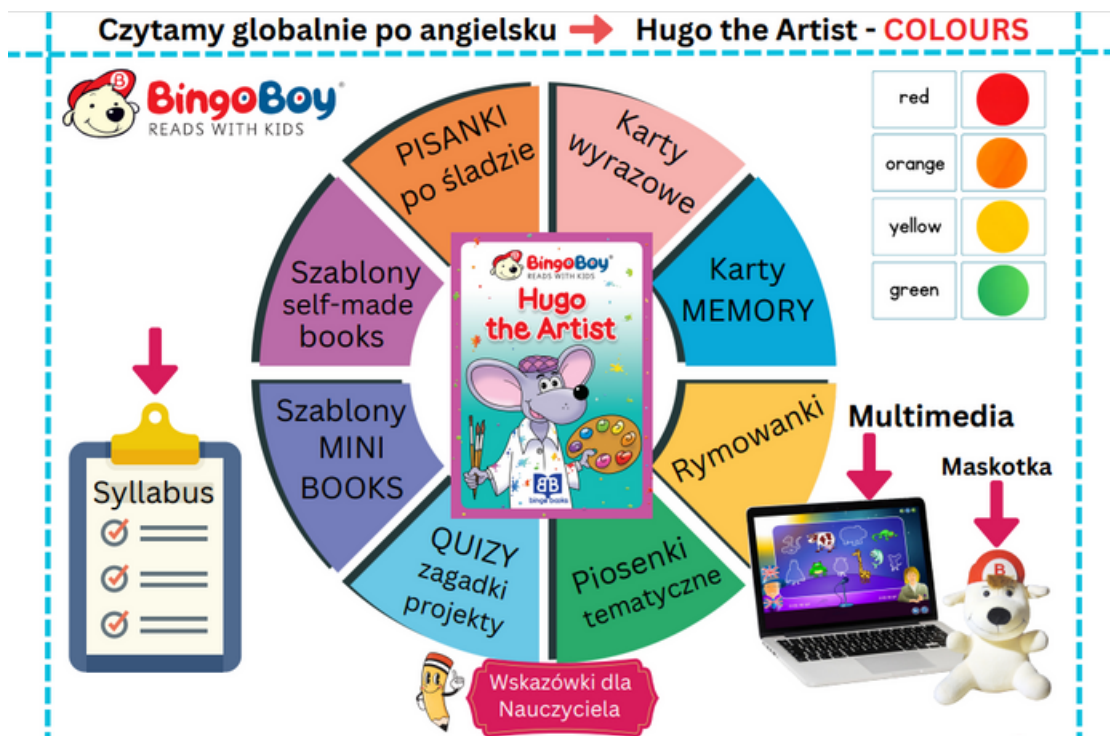 Czytamy globalnie po angielsku Hugo the Artist - COLOURS
BingoBoy®
READS WITH KIDS
PISANKI
po śladzie
Karty
wyrazowe
red
orange
yellow
green
Szablony
self-made
books
Karty
MEMORY
BingoBoy®
READS WITH KIDS
Hugo
the Artist
BB
bingo books
Szablony
MINI
BOOKS
Rymowanki
Multimedia
Maskotka
Syllabus
QUIZY
zagadki
projekty
Piosenki
tematyczne
B
Wskazówki dla
Nauczyciela